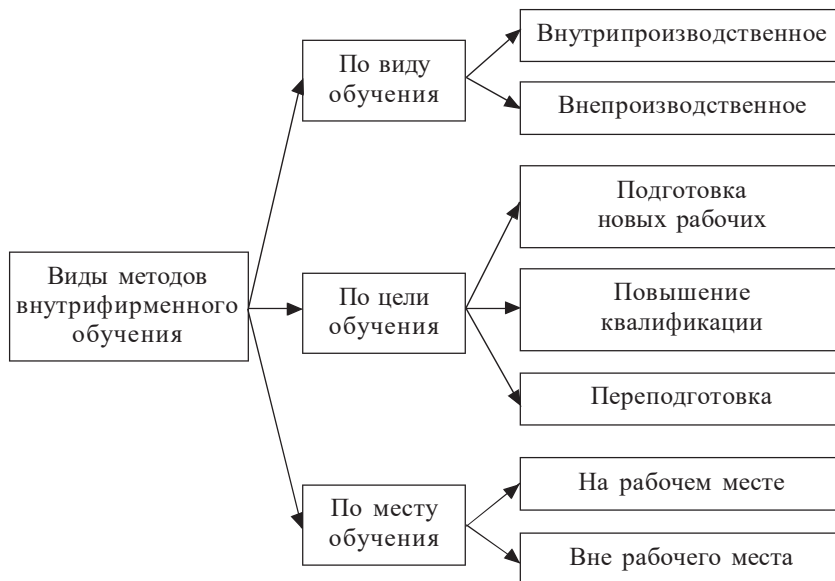 Виды методов
внутрифирменного
обучения
По виду
обучения
Внутрипроизводственное
Внепроизводственное
По цели
обучения
Подготовка
новых рабочих
Повышение
квалификации
Переподготовка
По месту
обучения
На рабочем месте
Вне рабочего места